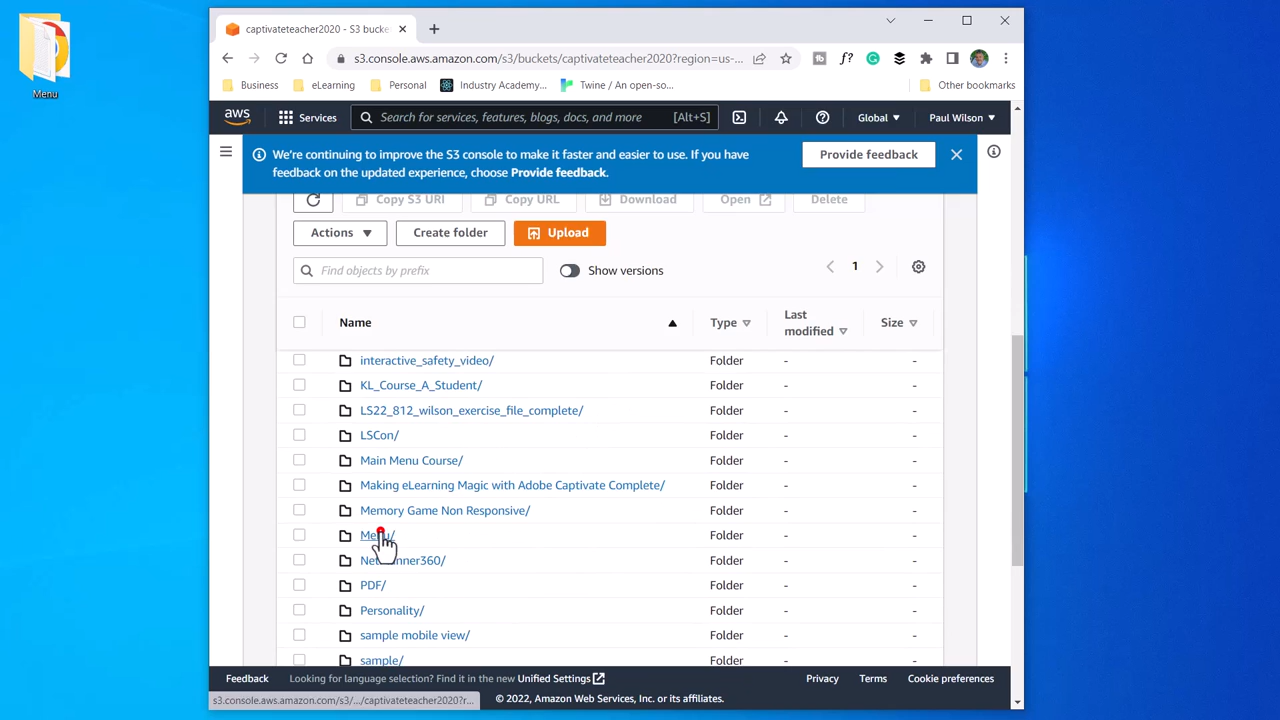 Menu
captivateteacher2020 - S3 bucke
s3.console.aws.amazon.com/s3/buckets/captivateteacher2020?region=us-...
Business
eLearning
Personal
Industry Academy...
Twine / An open-so...
Other bookmarks
aws
Services
Search for services, features, blogs, docs, and more
[Alt+S]
Global
Paul Wilson
We're continuing to improve the S3 console to make it faster and easier to use. If you have
feedback on the updated experience, choose Provide feedback.
Provide feedback
Copy S3 URI
Copy URL
Download
Open
Delete
Actions
Create folder
Upload
Find objects by prefix
Show versions
1
Name
Type
Last
modified
Size
interactive_safety_video/ Folder - -
KL_Course_A_Student/ Folder - -
LS22_812_wilson_exercise_file_complete/ Folder - -
LSCon/ Folder - -
Main Menu Course/ Folder - -
Making eLearning Magic with Adobe Captivate Complete/ Folder - -
Memory Game Non Responsive/ Folder - -
Menu/ Folder - -
Folder - -
PDF/ Folder - -
Personality/ Folder - -
sample mobile view/ Folder - -
sample/ Folder - -
Feedback
Looking for language selection? Find it in the new Unified Settings
Privacy
Terms
Cookie preferences
s3.console.aws.amazon.com/s3/.../captivateteacher2020?r...
© 2022, Amazon Web Services, Inc. or its affiliates.